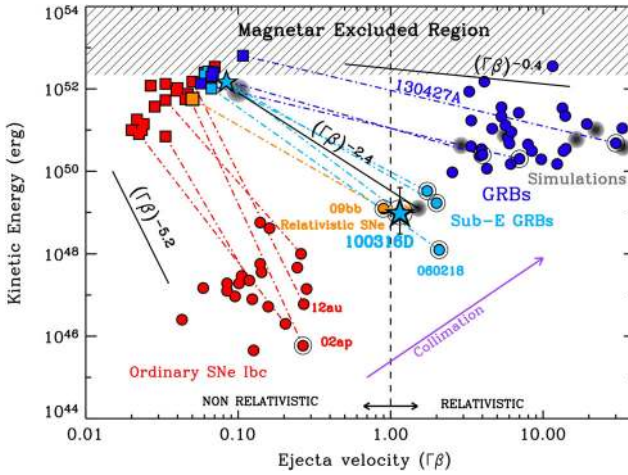 10^54
10^52
10^50
10^48
10^46
10^44
Kinetic Energy (erg)
Magnetar Excluded Region
(Γβ)^-0.4
130427A
(Γβ)^-2.4
Simulations
GRBs
09bb
Relativistic SNe
Sub-E GRBs
100316D
(Γβ)^-5.2
060218
12au
Collimation
02ap
Ordinary SNe Ibc
NON RELATIVISTIC
RELATIVISTIC
0.01
0.10
1.00
10.00
Ejecta velocity (Γβ)